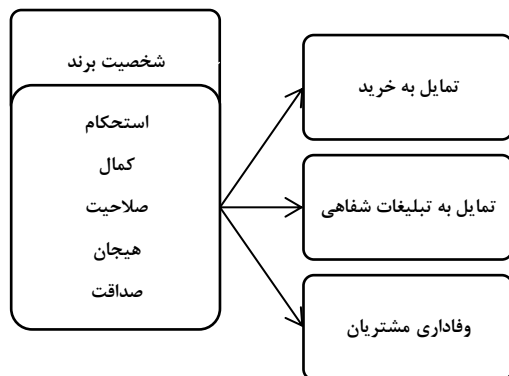 شخصیت برند
استحکام
کمال
صلاحیت
هیجان
صداقت
تمایل به خرید
تمایل به تبلیغات شفاهی
وفاداری مشتریان